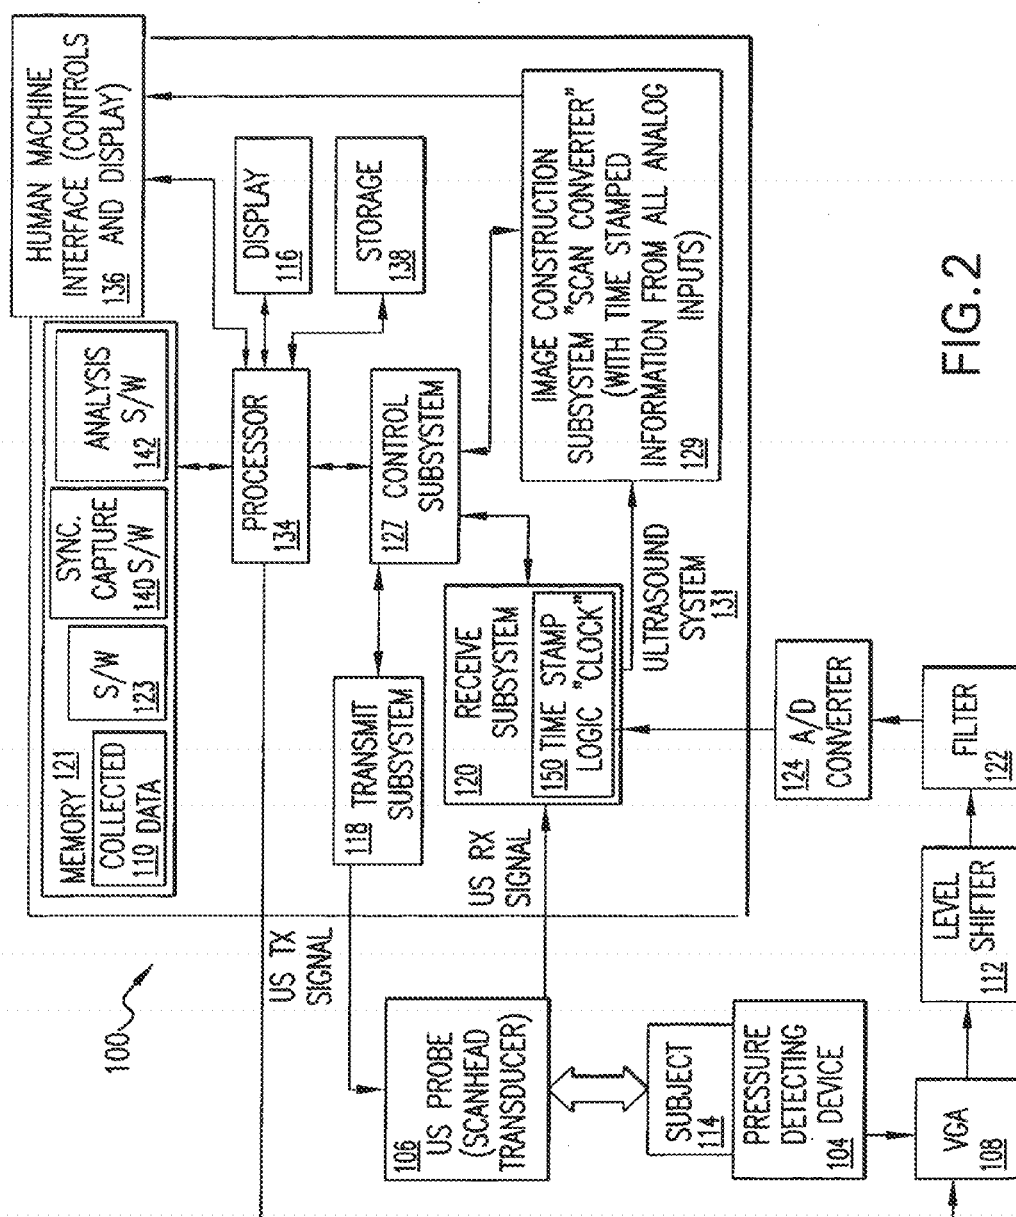 100
HUMAN MACHINE
INTERFACE (CONTROLS
136 AND DISPLAY)
MEMORY 121
COLLECTED
110 DATA
S/W
123
SYNC.
CAPTURE
140 S/W
ANALYSIS
142 S/W
PROCESSOR
134
DISPLAY
116
STORAGE
138
127 CONTROL
SUBSYSTEM
118 TRANSMIT
SUBSYSTEM
US TX
SIGNAL
RECEIVE
120 SUBSYSTEM
150 TIME STAMP
LOGIC "CLOCK"
US RX
SIGNAL
IMAGE CONSTRUCTION
SUBSYSTEM "SCAN CONVERTER"
(WITH TIME STAMPED
INFORMATION FROM ALL ANALOG
129 INPUTS)
ULTRASOUND
SYSTEM
131
106
US PROBE
(SCANHEAD
TRANSDUCER)
SUBJECT
114
PRESSURE
DETECTING
104 DEVICE
VGA
108
LEVEL
112 SHIFTER
FILTER
122
124 A/D
CONVERTER
FIG.2